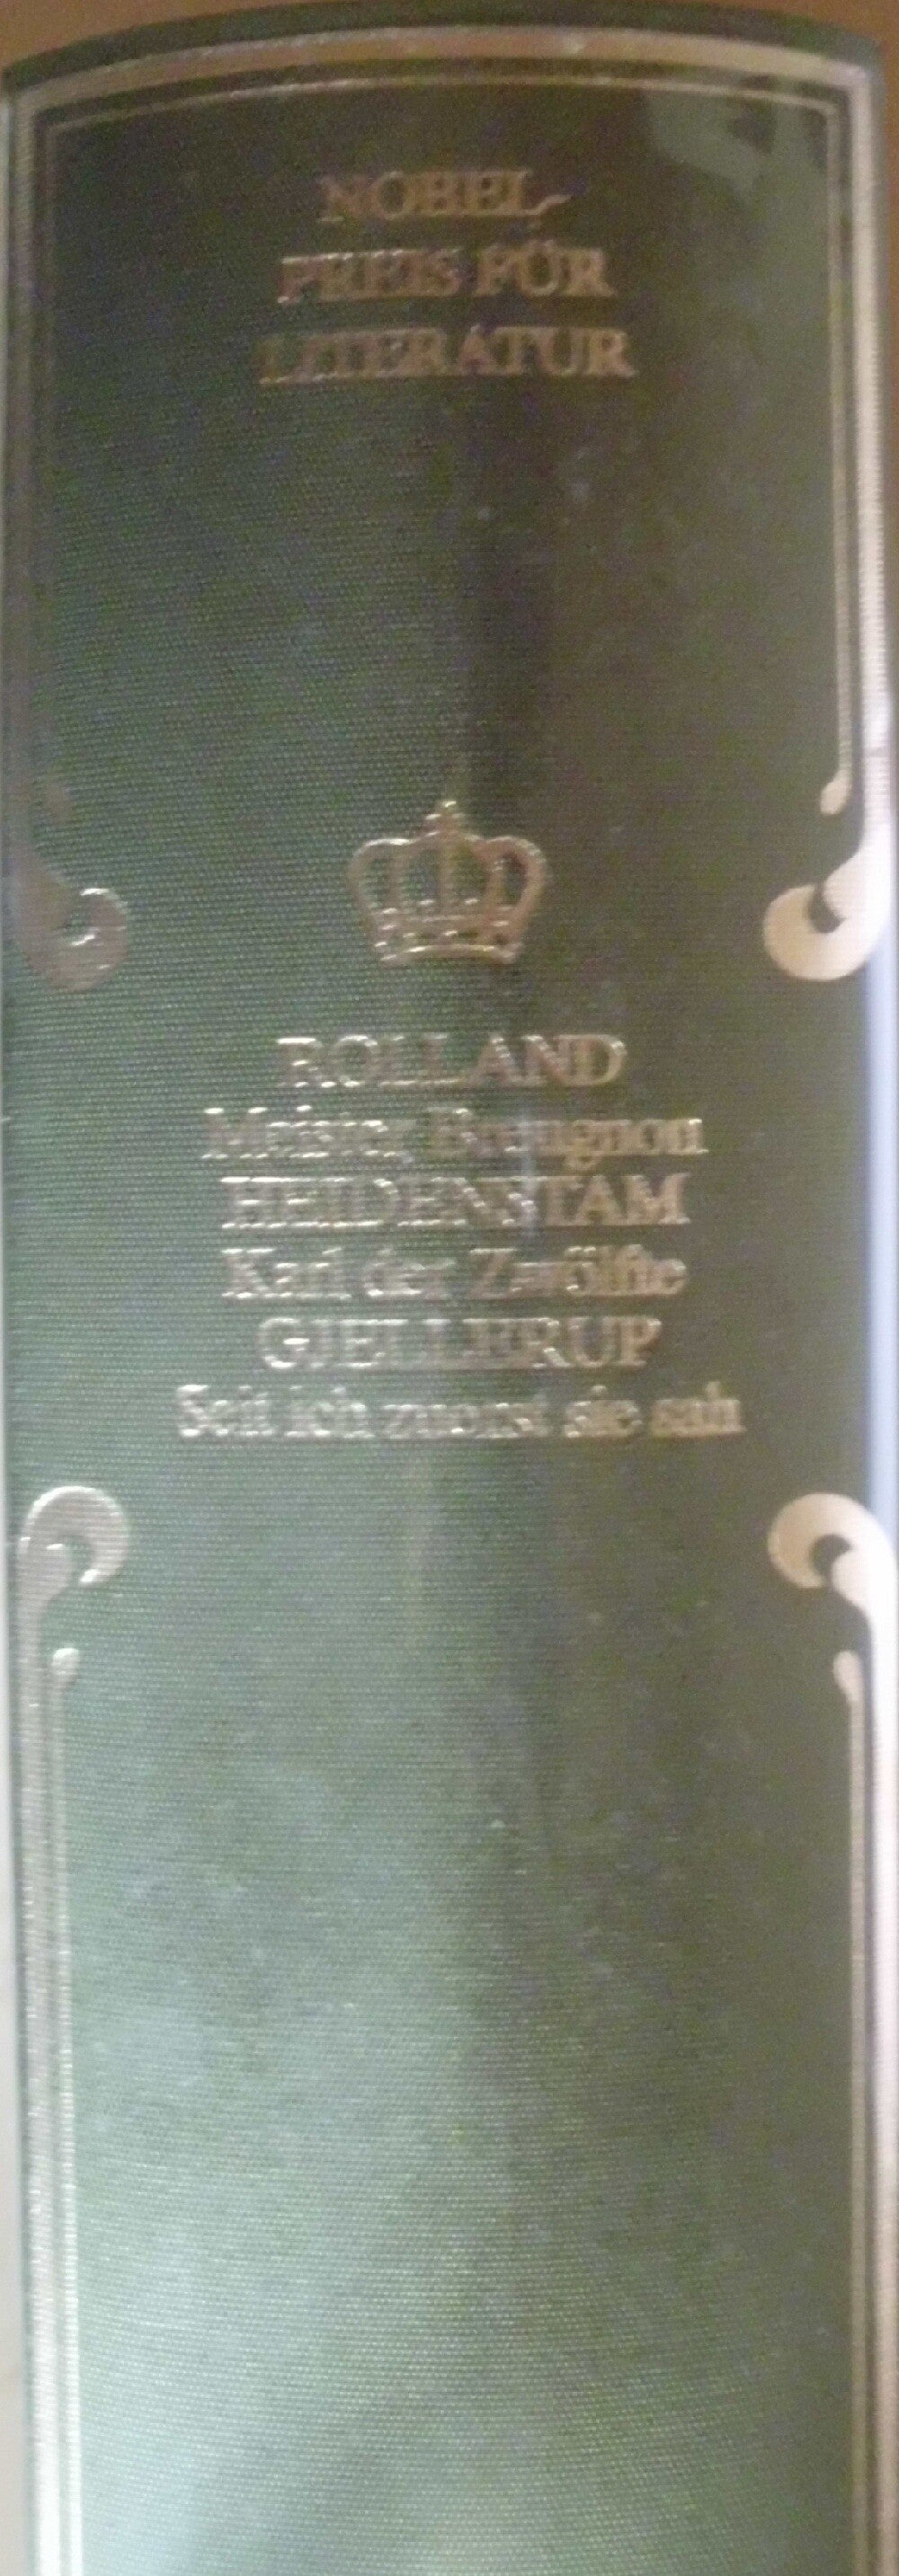 NOBEL-
PREIS FÜR
LITERATUR
ROLLAND
Meister Breugnon
HEIDENSTAM
Karl der Zwölfte
GJELLERUP
Seit ich zuerst sie sah